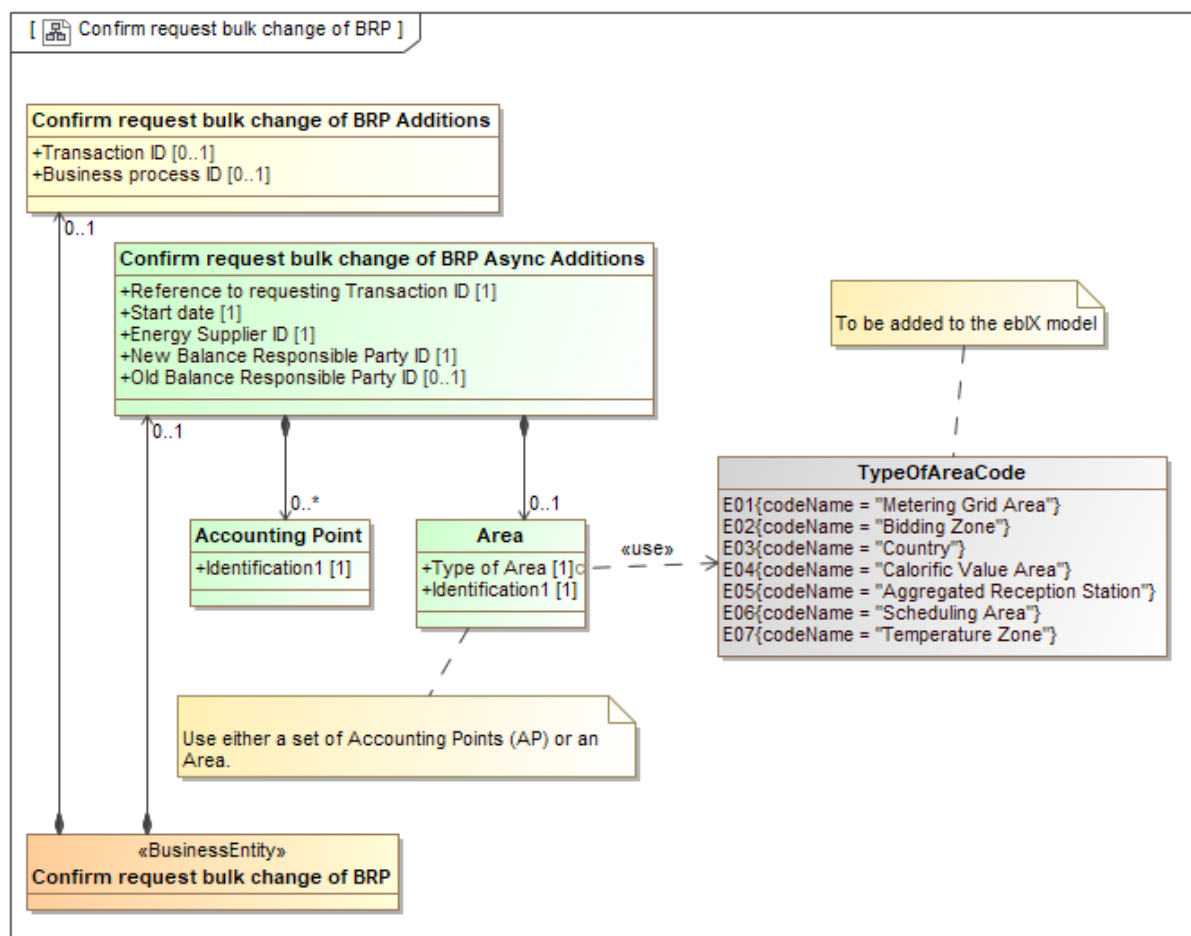 [ Confirm request bulk change of BRP ]
Confirm request bulk change of BRP Additions
+Transaction ID [0..1]
+Business process ID [0..1]
0..1
Confirm request bulk change of BRP Async Additions
+Reference to requesting Transaction ID [1]
+Start date [1]
+Energy Supplier ID [1]
+New Balance Responsible Party ID [1]
+Old Balance Responsible Party ID [0..1]
To be added to the ebIX model
0..1
0..*
0..1
Accounting Point
+Identification1 [1]
Area
+Type of Area [1]
+Identification1 [1]
«use»
TypeOfAreaCode
E01{codeName = "Metering Grid Area"}
E02{codeName = "Bidding Zone"}
E03{codeName = "Country"}
E04{codeName = "Calorific Value Area"}
E05{codeName = "Aggregated Reception Station"}
E06{codeName = "Scheduling Area"}
E07{codeName = "Temperature Zone"}
Use either a set of Accounting Points (AP) or an
Area.
«BusinessEntity»
Confirm request bulk change of BRP